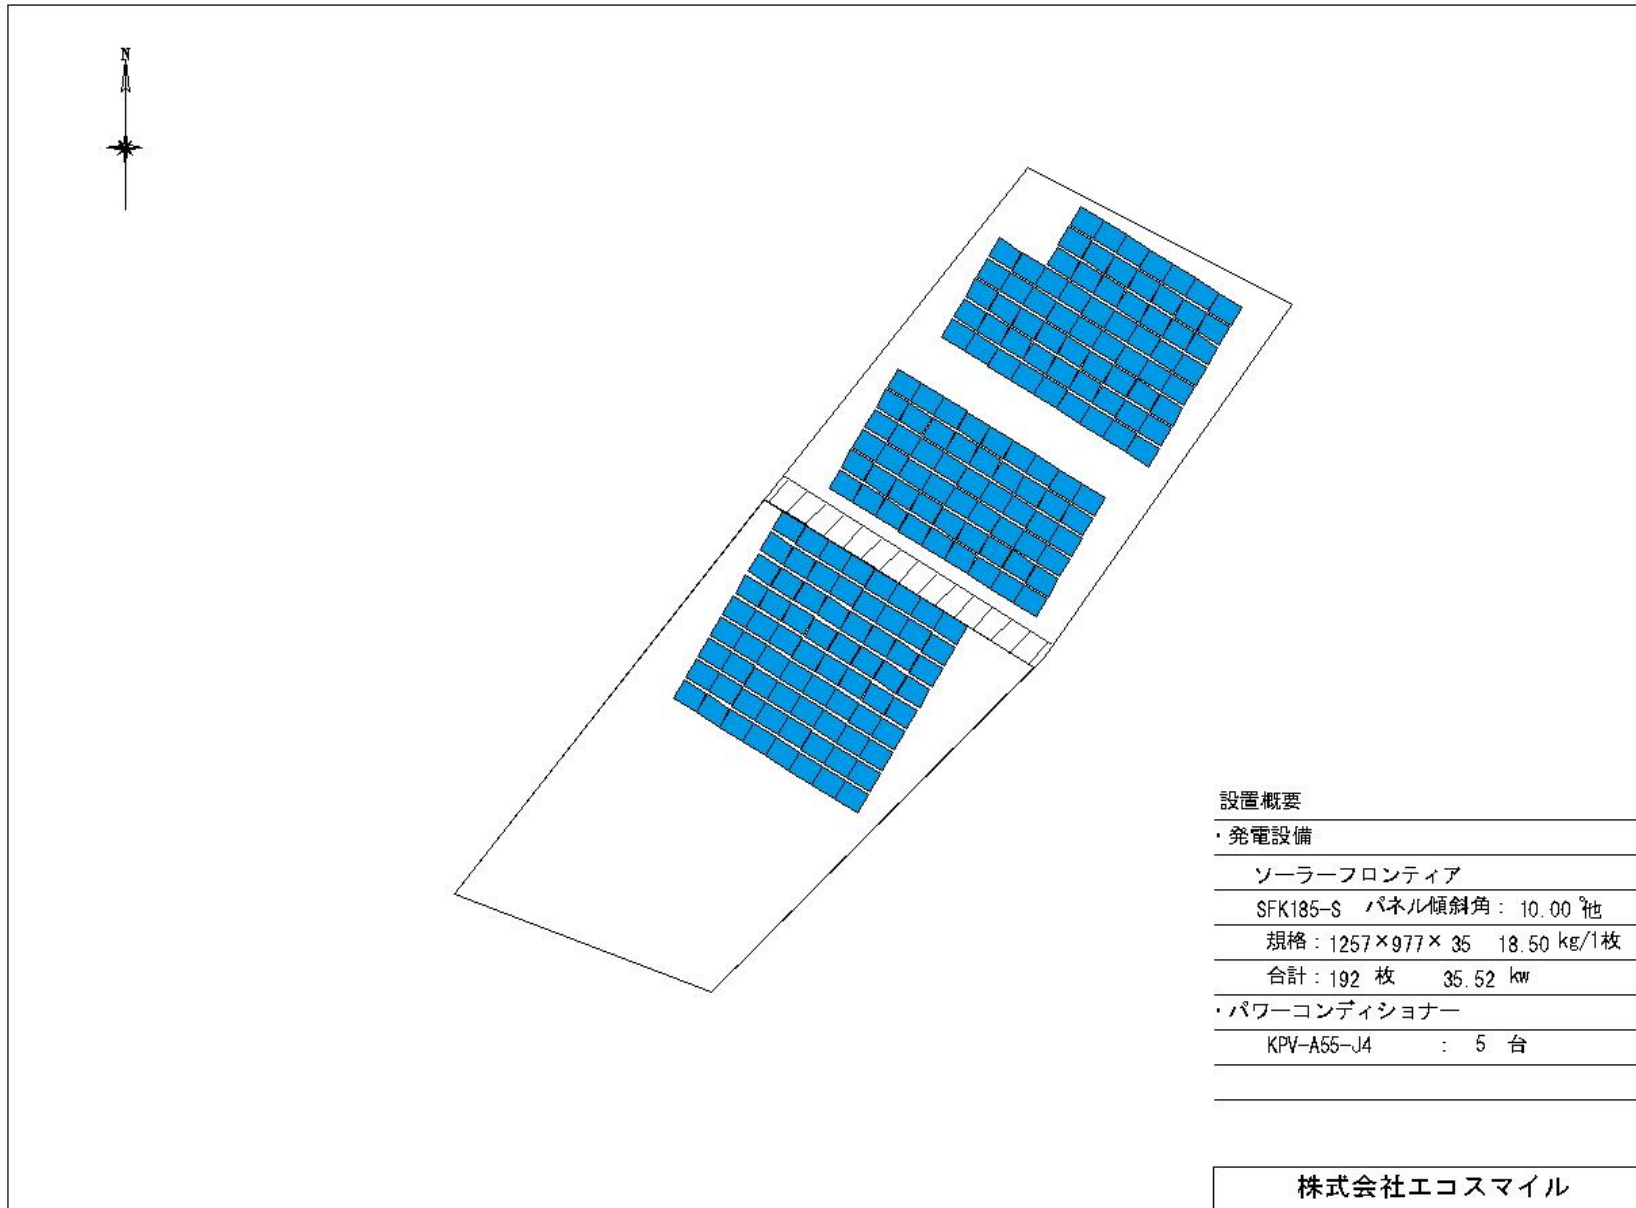 N
設置概要
・発電設備
ソーラーフロンティア
SFK185-S パネル傾斜角： 10.00 °他
規格：1257×977× 35 18.50 kg/1枚
合計：192 枚 35.52 kw
・パワーコンディショナー
KPV-A55-J4 ： 5 台
株式会社エコスマイル